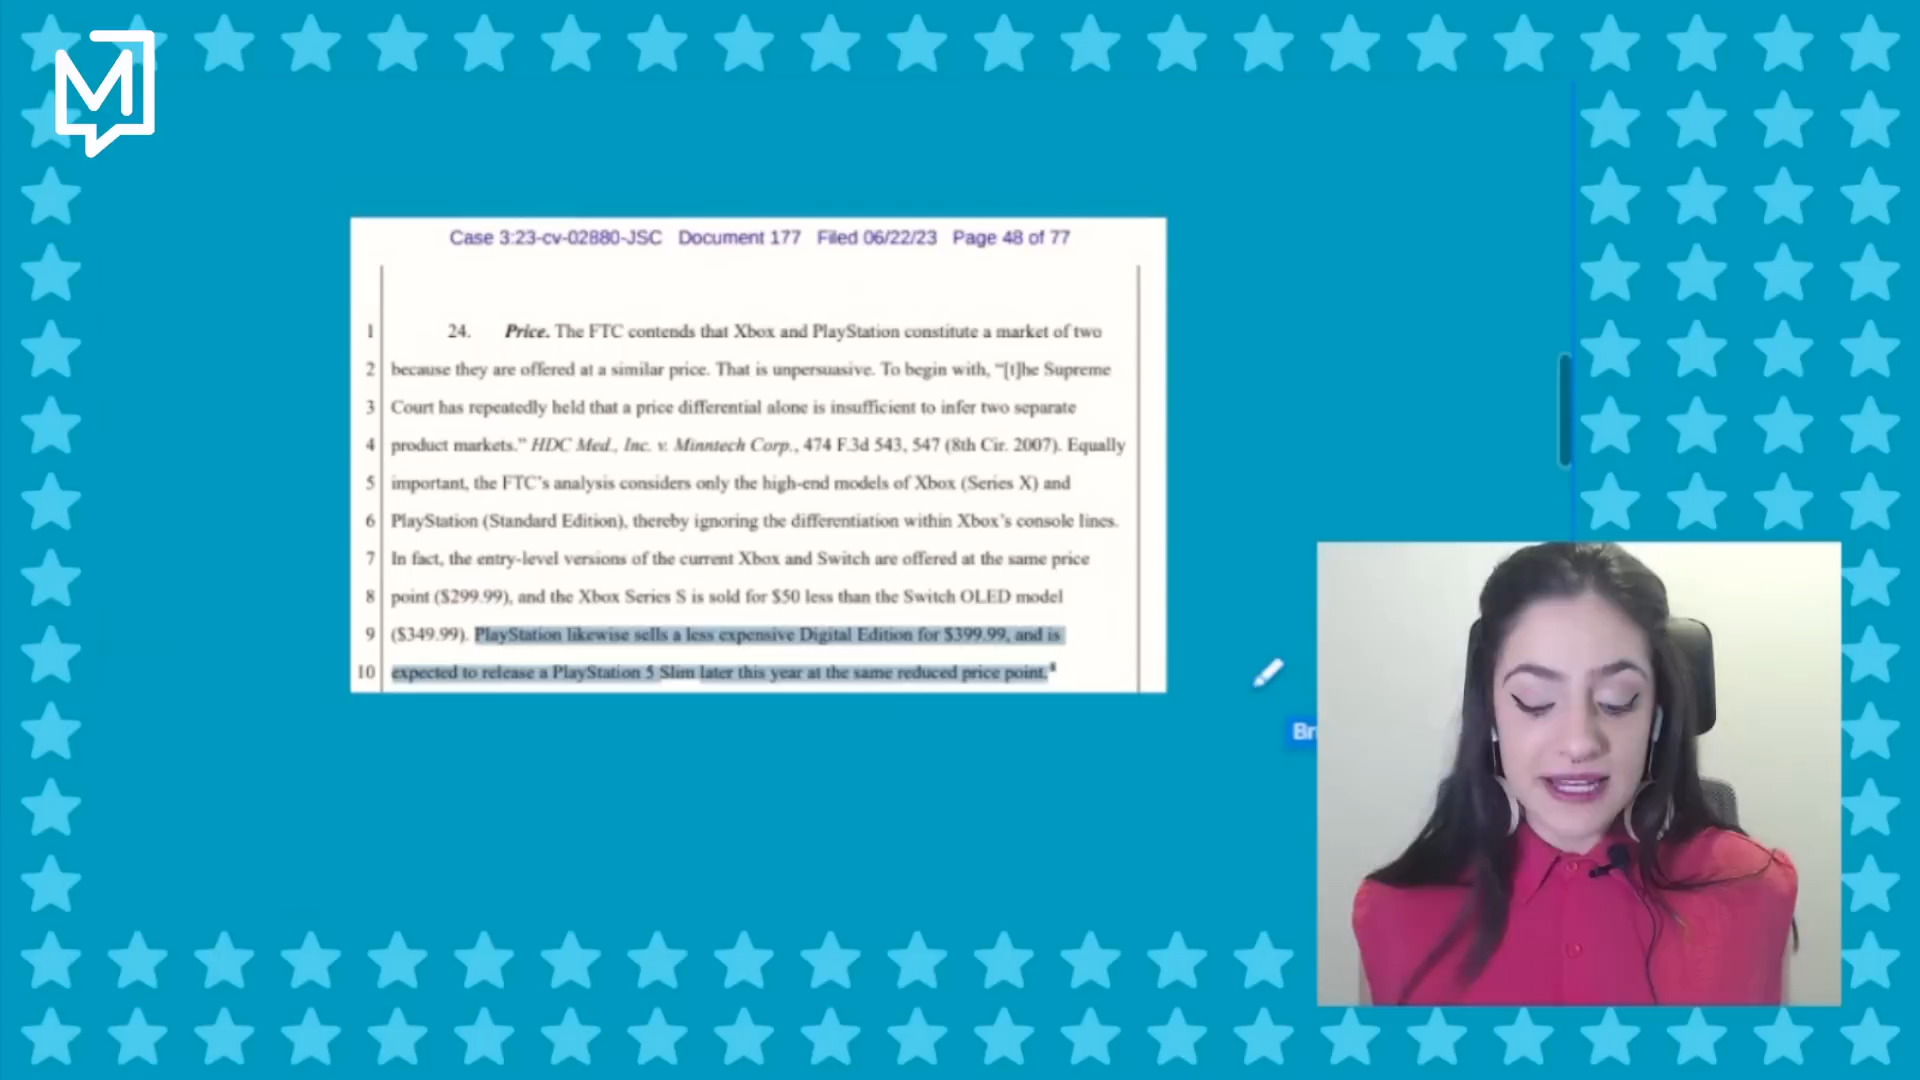 M
Case 3:23-cv-02880-JSC Document 177 Filed 06/22/23 Page 48 of 77
1 24. Price. The FTC contends that Xbox and PlayStation constitute a market of two
2 because they are offered at a similar price. That is unpersuasive. To begin with, “[t]he Supreme
3 Court has repeatedly held that a price differential alone is insufficient to infer two separate
4 product markets.” HDC Med., Inc. v. Minntech Corp., 474 F.3d 543, 547 (8th Cir. 2007). Equally
5 important, the FTC’s analysis considers only the high-end models of Xbox (Series X) and
6 PlayStation (Standard Edition), thereby ignoring the differentiation within Xbox’s console lines.
7 In fact, the entry-level versions of the current Xbox and Switch are offered at the same price
8 point ($299.99), and the Xbox Series S is sold for $50 less than the Switch OLED model
9 ($349.99). PlayStation likewise sells a less expensive Digital Edition for $399.99, and is
10 expected to release a PlayStation 5 Slim later this year at the same reduced price point.⁸
Br